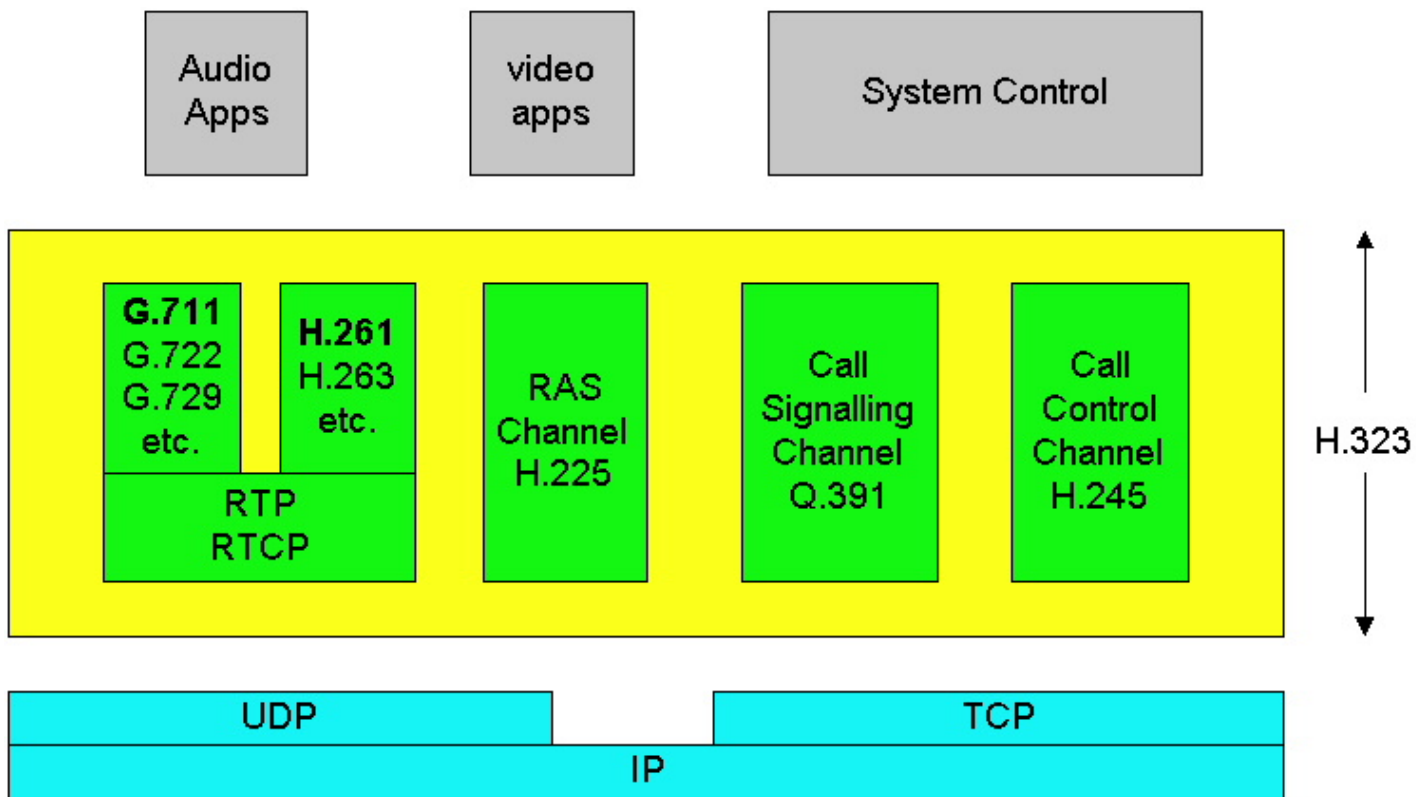 Audio
Apps
video
apps
System Control
G.711
G.722
G.729
etc.
H.261
H.263
etc.
RTP
RTCP
RAS
Channel
H.225
Call
Signalling
Channel
Q.391
Call
Control
Channel
H.245
H.323
UDP
TCP
IP